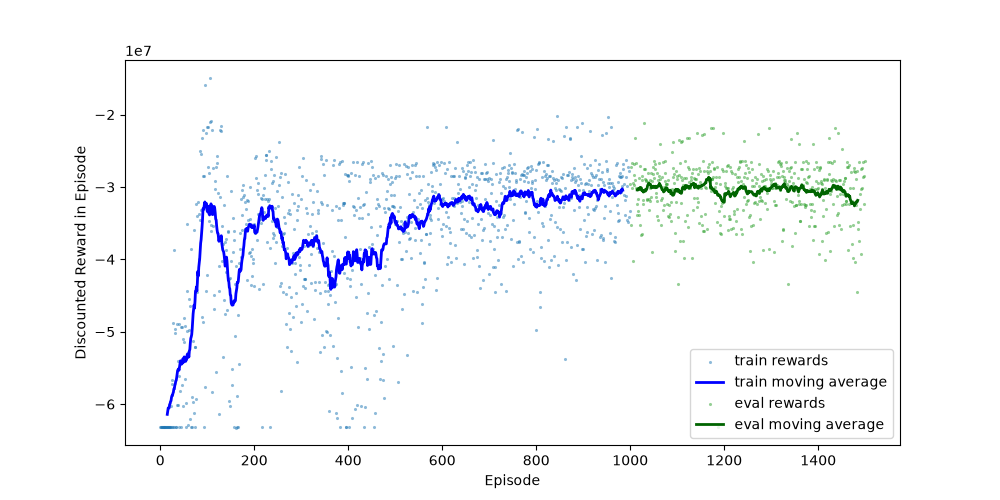 1e7
−2
−3
−4
−5
−6
Discounted Reward in Episode
0 200 400 600 800 1000 1200 1400
Episode
train rewards
train moving average
eval rewards
eval moving average